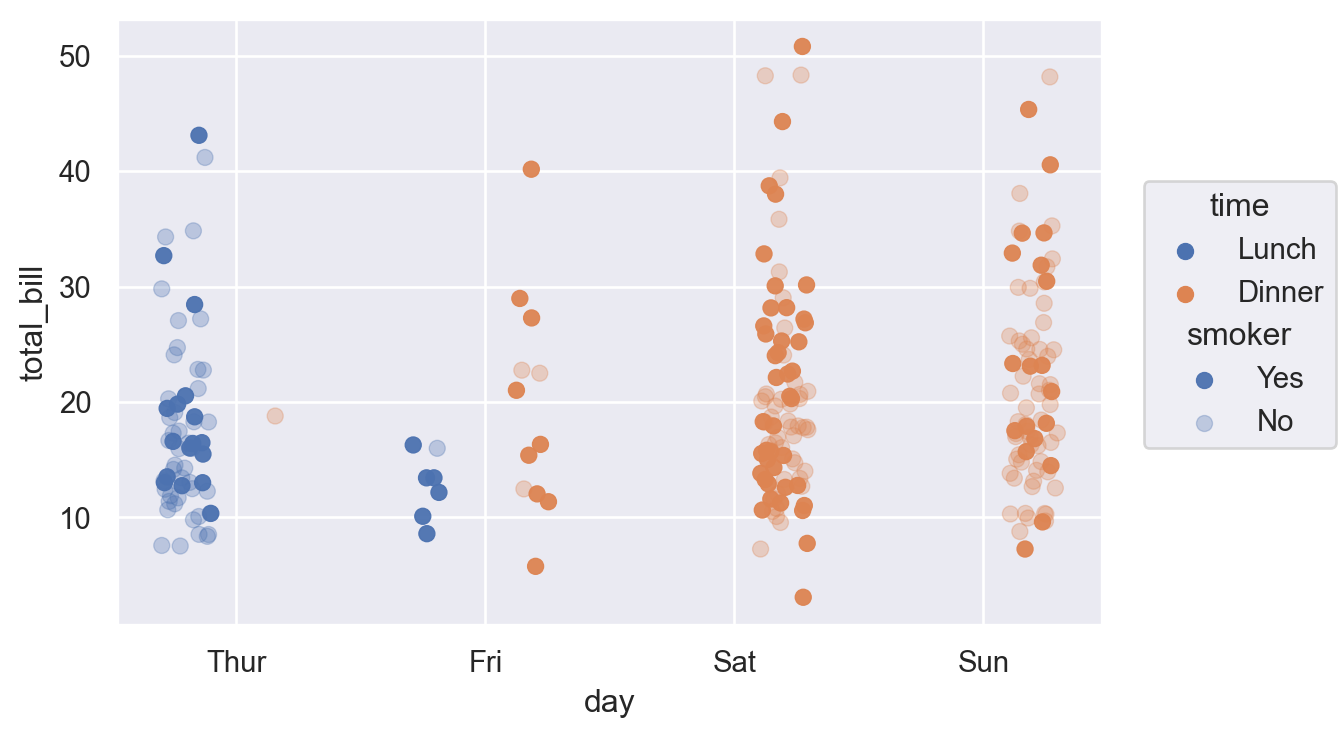 50
40
30
20
10
total_bill
Thur Fri Sat Sun
day
time
Lunch
Dinner
smoker
Yes
No